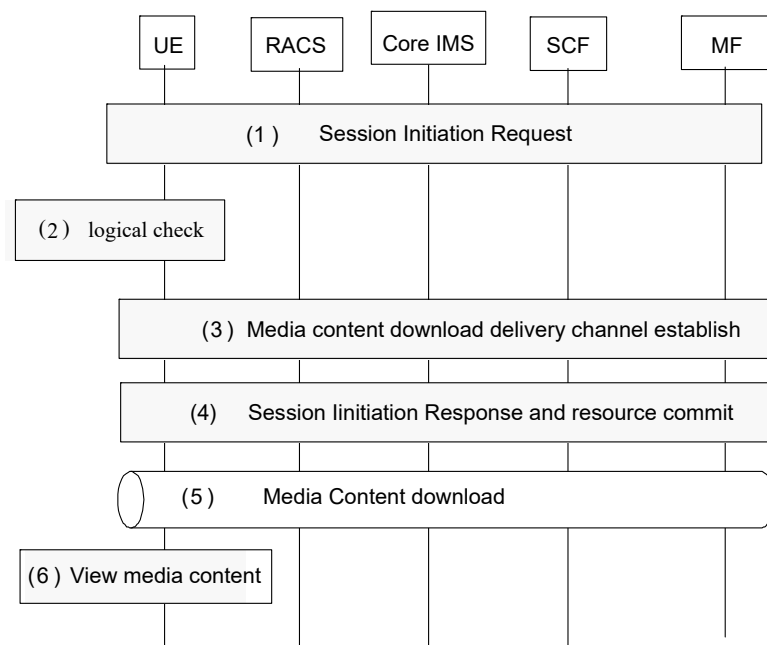 UE RACS Core IMS SCF MF
(1 ) Session Initiation Request
(2) logical check
(3 ) Media content download delivery channel establish
(4) Session Iinitiation Response and resource commit
(5 ) Media Content download
(6 ) View media content